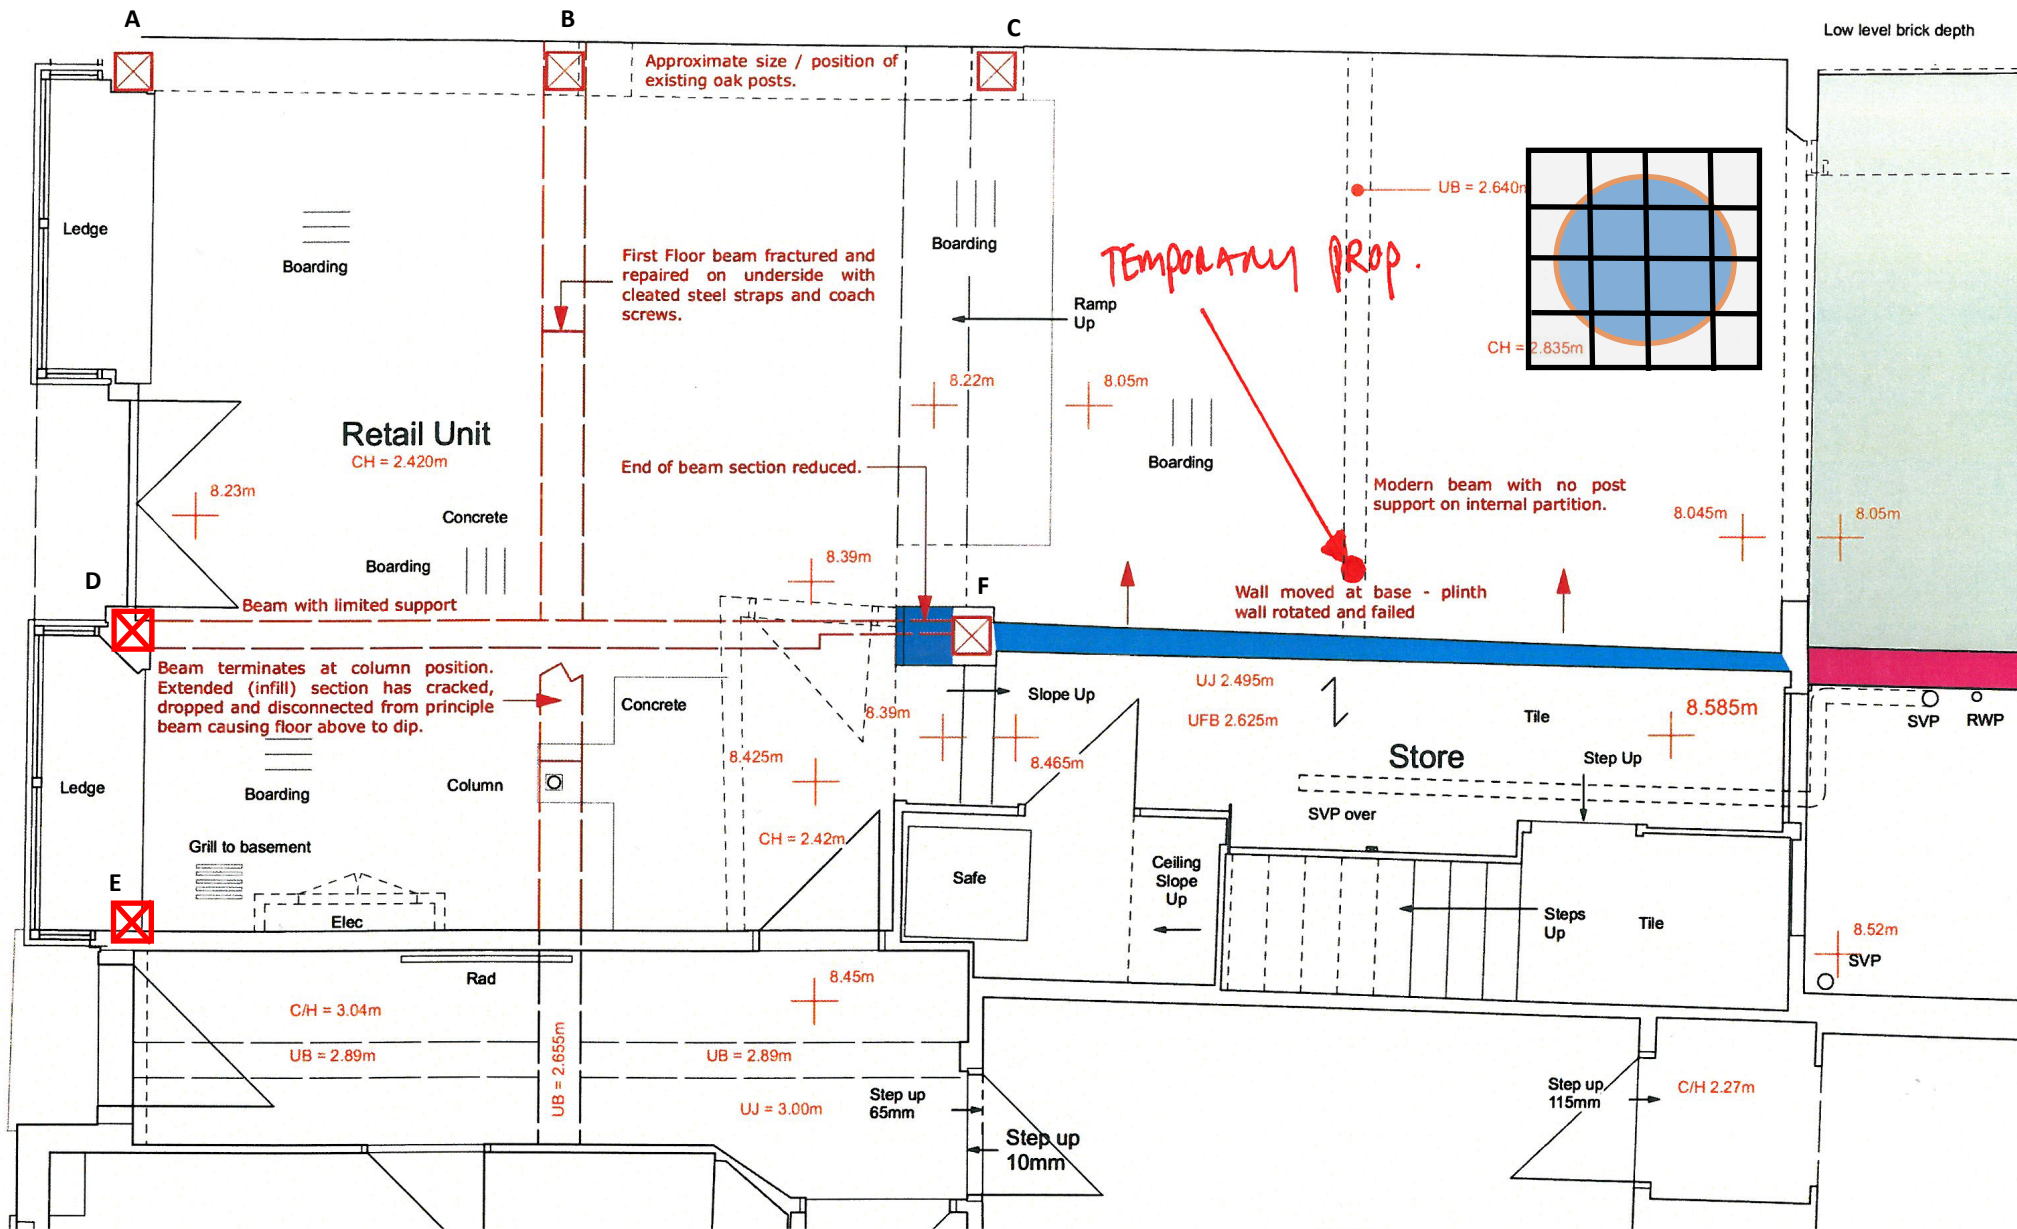 A
B
C
Low level brick depth
Approximate size / position of
existing oak posts.
UB = 2.640m
Ledge
Boarding
Boarding
First Floor beam fractured and
repaired on underside with
cleated steel straps and coach
screws.
TEMPORARY PROP.
Ramp
Up
CH = 2.835m
8.22m
8.05m
Retail Unit
CH = 2.420m
End of beam section reduced.
Boarding
8.23m
Concrete
Modern beam with no post
support on internal partition.
8.045m
8.05m
Boarding
8.39m
D
Beam with limited support
F
Wall moved at base - plinth
wall rotated and failed
Beam terminates at column position.
Extended (infill) section has cracked,
dropped and disconnected from principle
beam causing floor above to dip.
Concrete
Slope Up
UJ 2.495m
UFB 2.625m
8.39m
8.465m
Tile
8.585m
SVP
RWP
Store
Step Up
8.425m
Ledge
Boarding
Column
SVP over
CH = 2.42m
Grill to basement
E
Elec
Safe
Ceiling
Slope
Up
Steps
Up
Tile
8.52m
SVP
Rad
8.45m
C/H = 3.04m
UB = 2.89m
UB = 2.655m
UB = 2.89m
UJ = 3.00m
Step up
65mm
Step up
10mm
Step up
115mm
C/H 2.27m